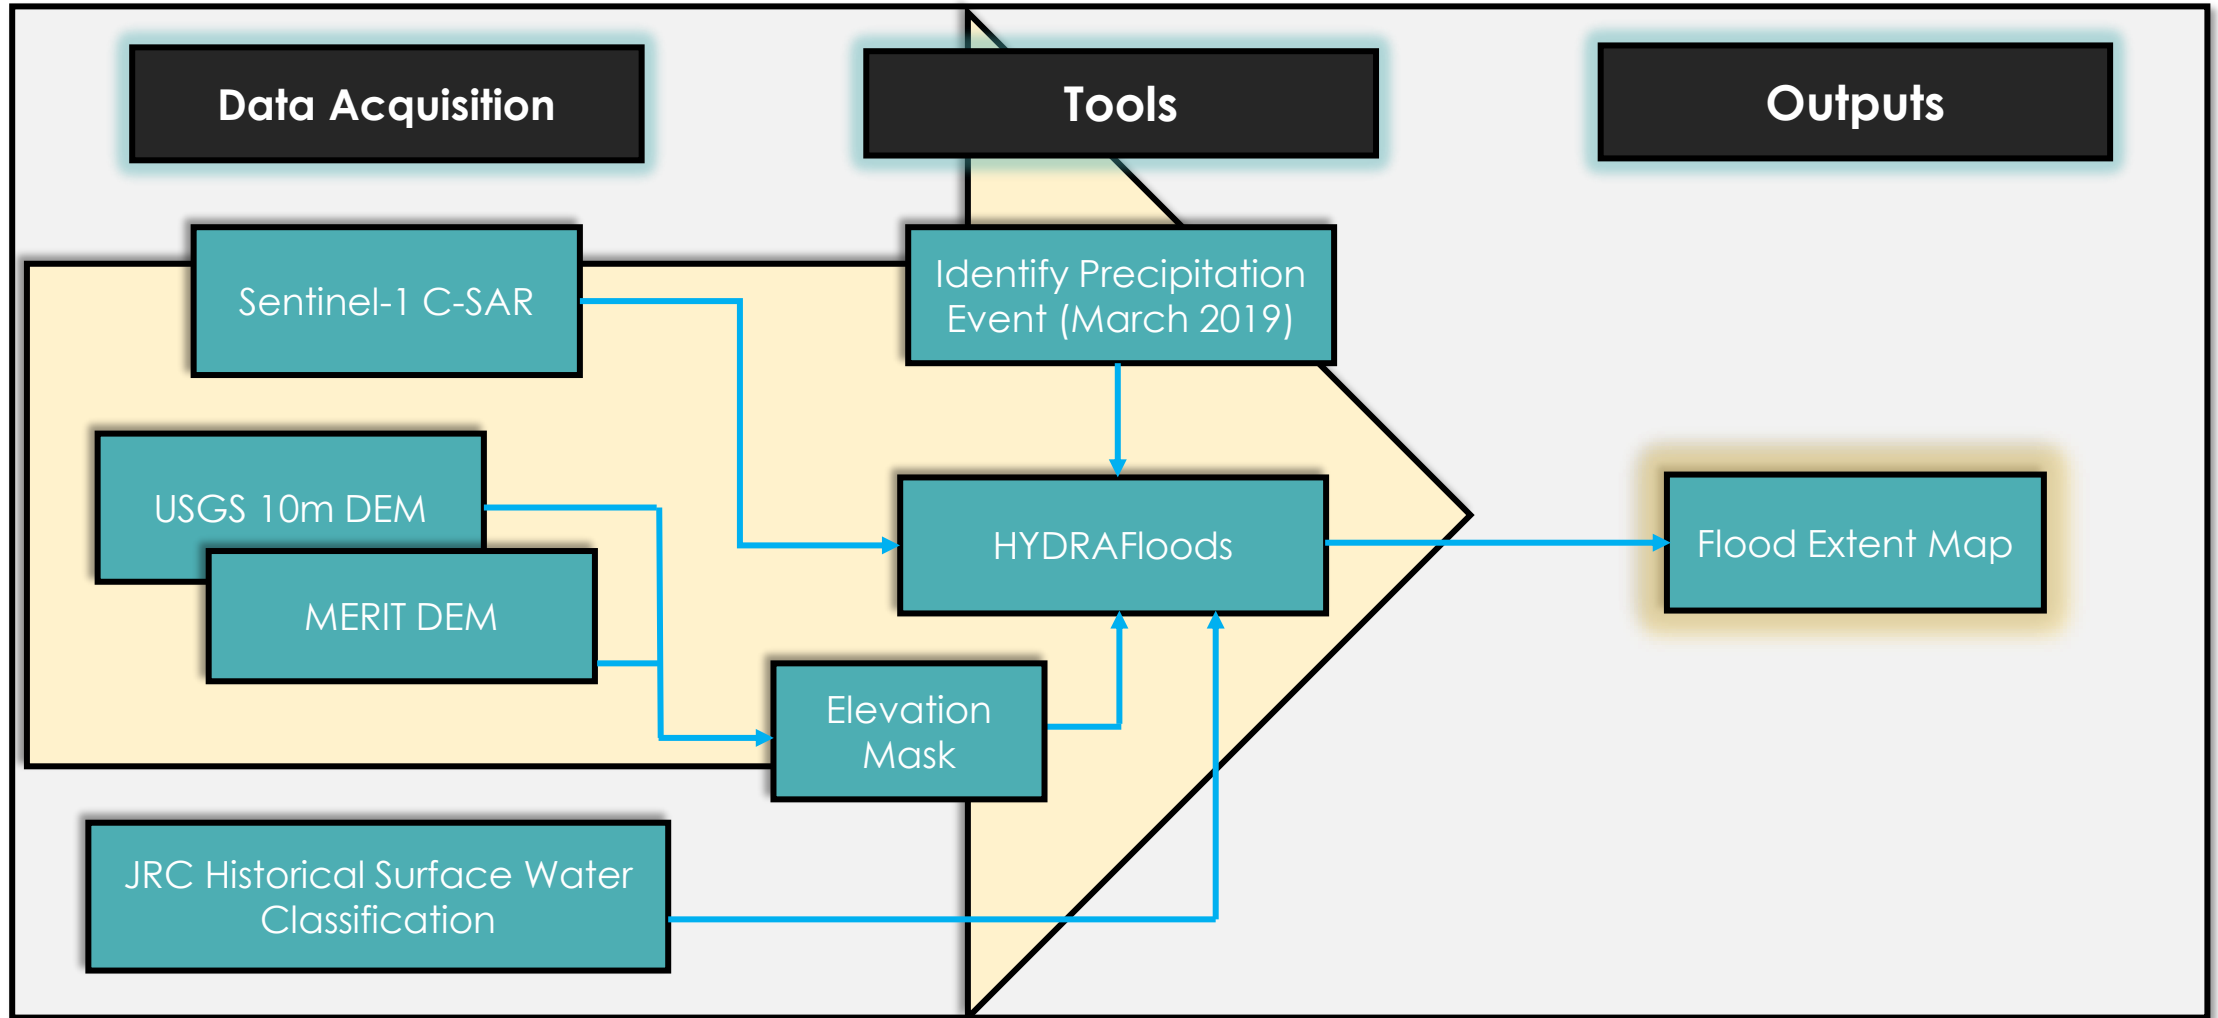 Data Acquisition
Tools
Outputs
Sentinel-1 C-SAR
Identify Precipitation
Event (March 2019)
USGS 10m DEM
MERIT DEM
HYDRAFloods
Flood Extent Map
Elevation
Mask
JRC Historical Surface Water
Classification